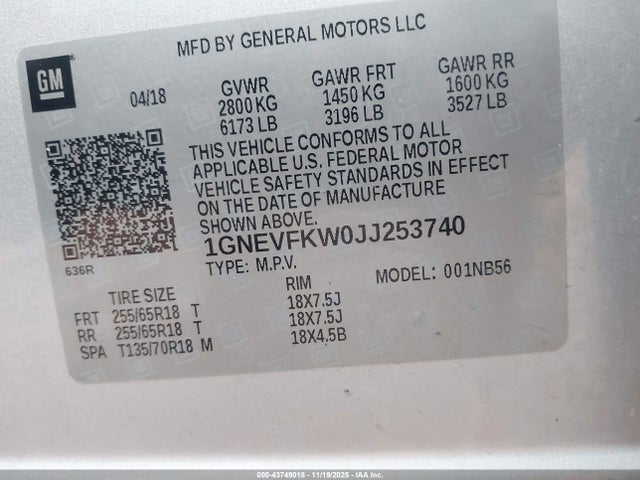 MFD BY GENERAL MOTORS LLC
GM
04/18
GVWR GAWR FRT GAWR RR
2800 KG 1450 KG 1600 KG
6173 LB 3196 LB 3527 LB
THIS VEHICLE CONFORMS TO ALL
APPLICABLE U.S. FEDERAL MOTOR
VEHICLE SAFETY STANDARDS IN EFFECT
ON THE DATE OF MANUFACTURE
SHOWN ABOVE.
1GNEVFKW0JJ253740
636R
TYPE: M.P.V. MODEL: 001NB56
TIRE SIZE RIM
FRT 255/65R18 T 18X7.5J
RR 255/65R18 T 18X7.5J
SPA T135/70R18 M 18X4.5B
000-43749018 - 11/19/2025 - IAA Inc.